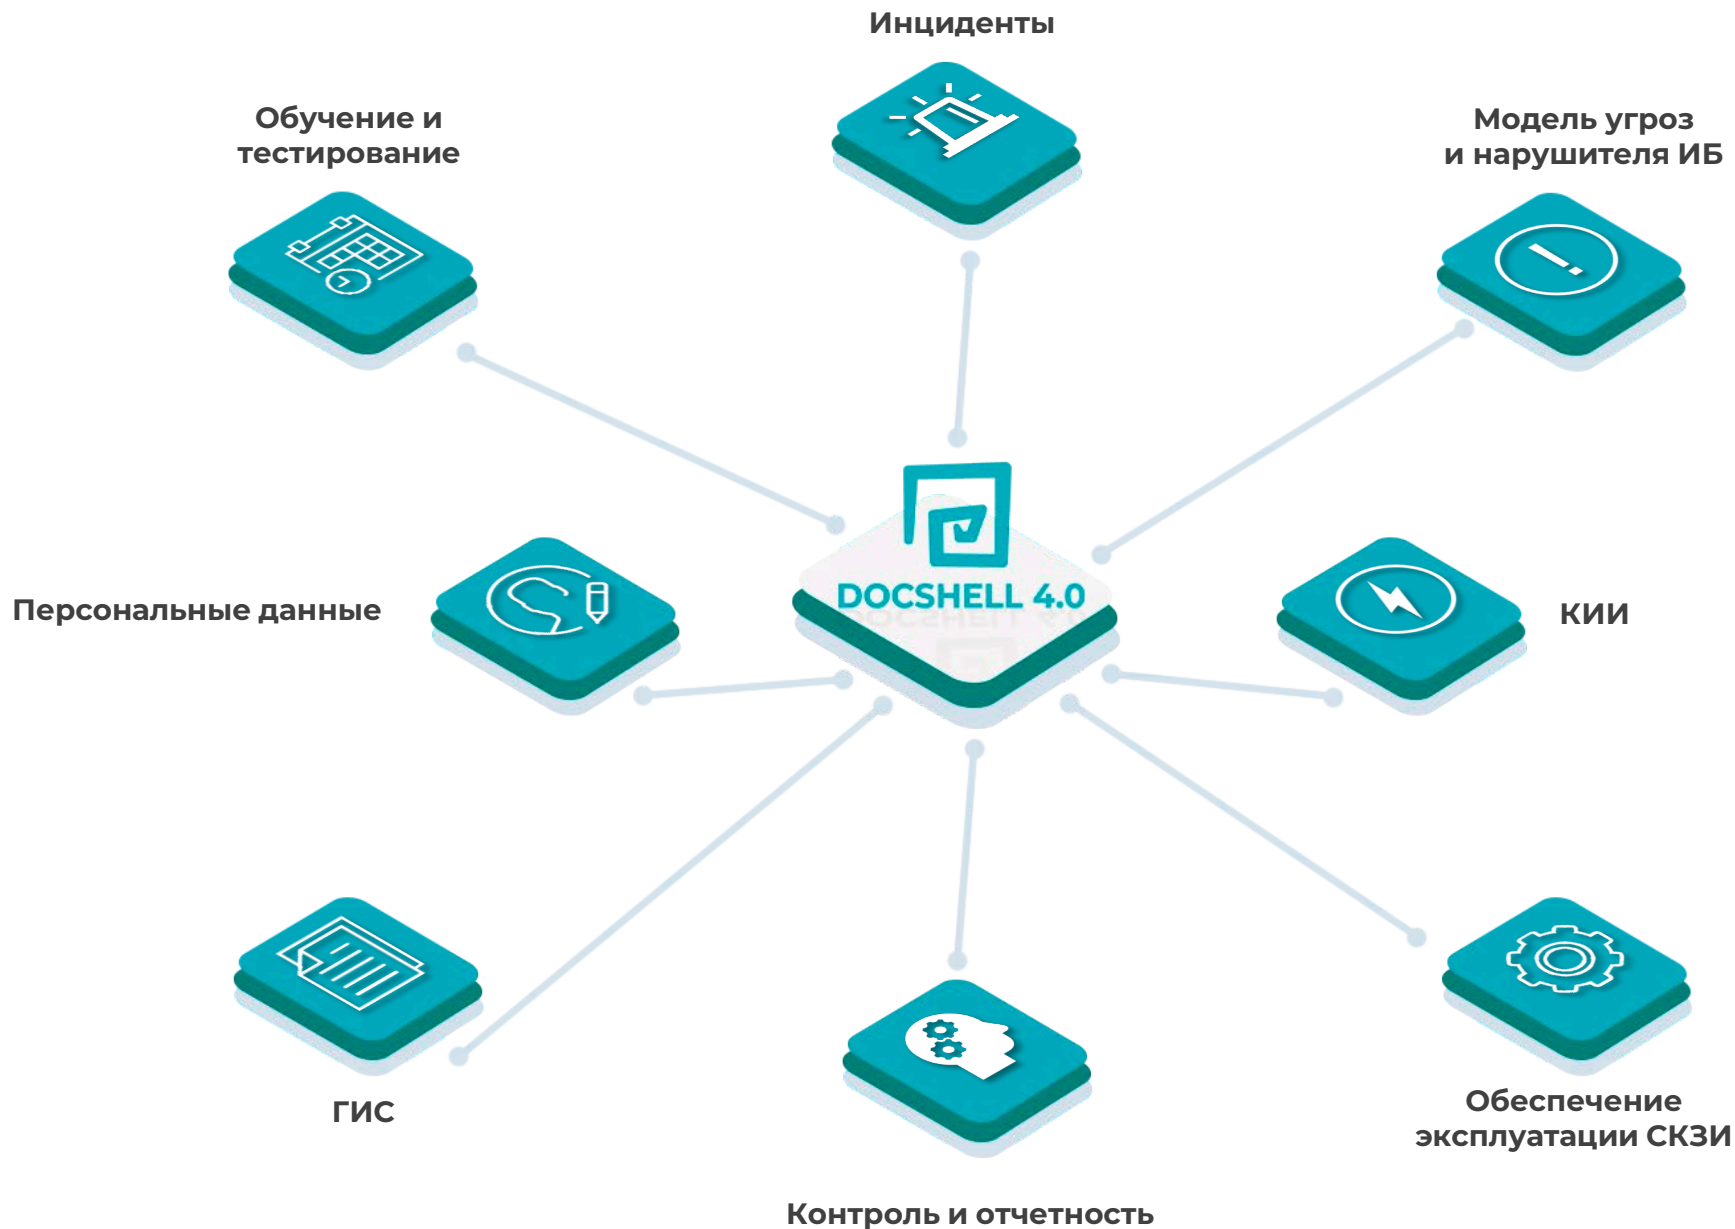 Инциденты
Обучение и
тестирование
Модель угроз
и нарушителя ИБ
DOCSHELL 4.0
Персональные данные
КИИ
ГИС
Обеспечение
эксплуатации СКЗИ
Контроль и отчетность